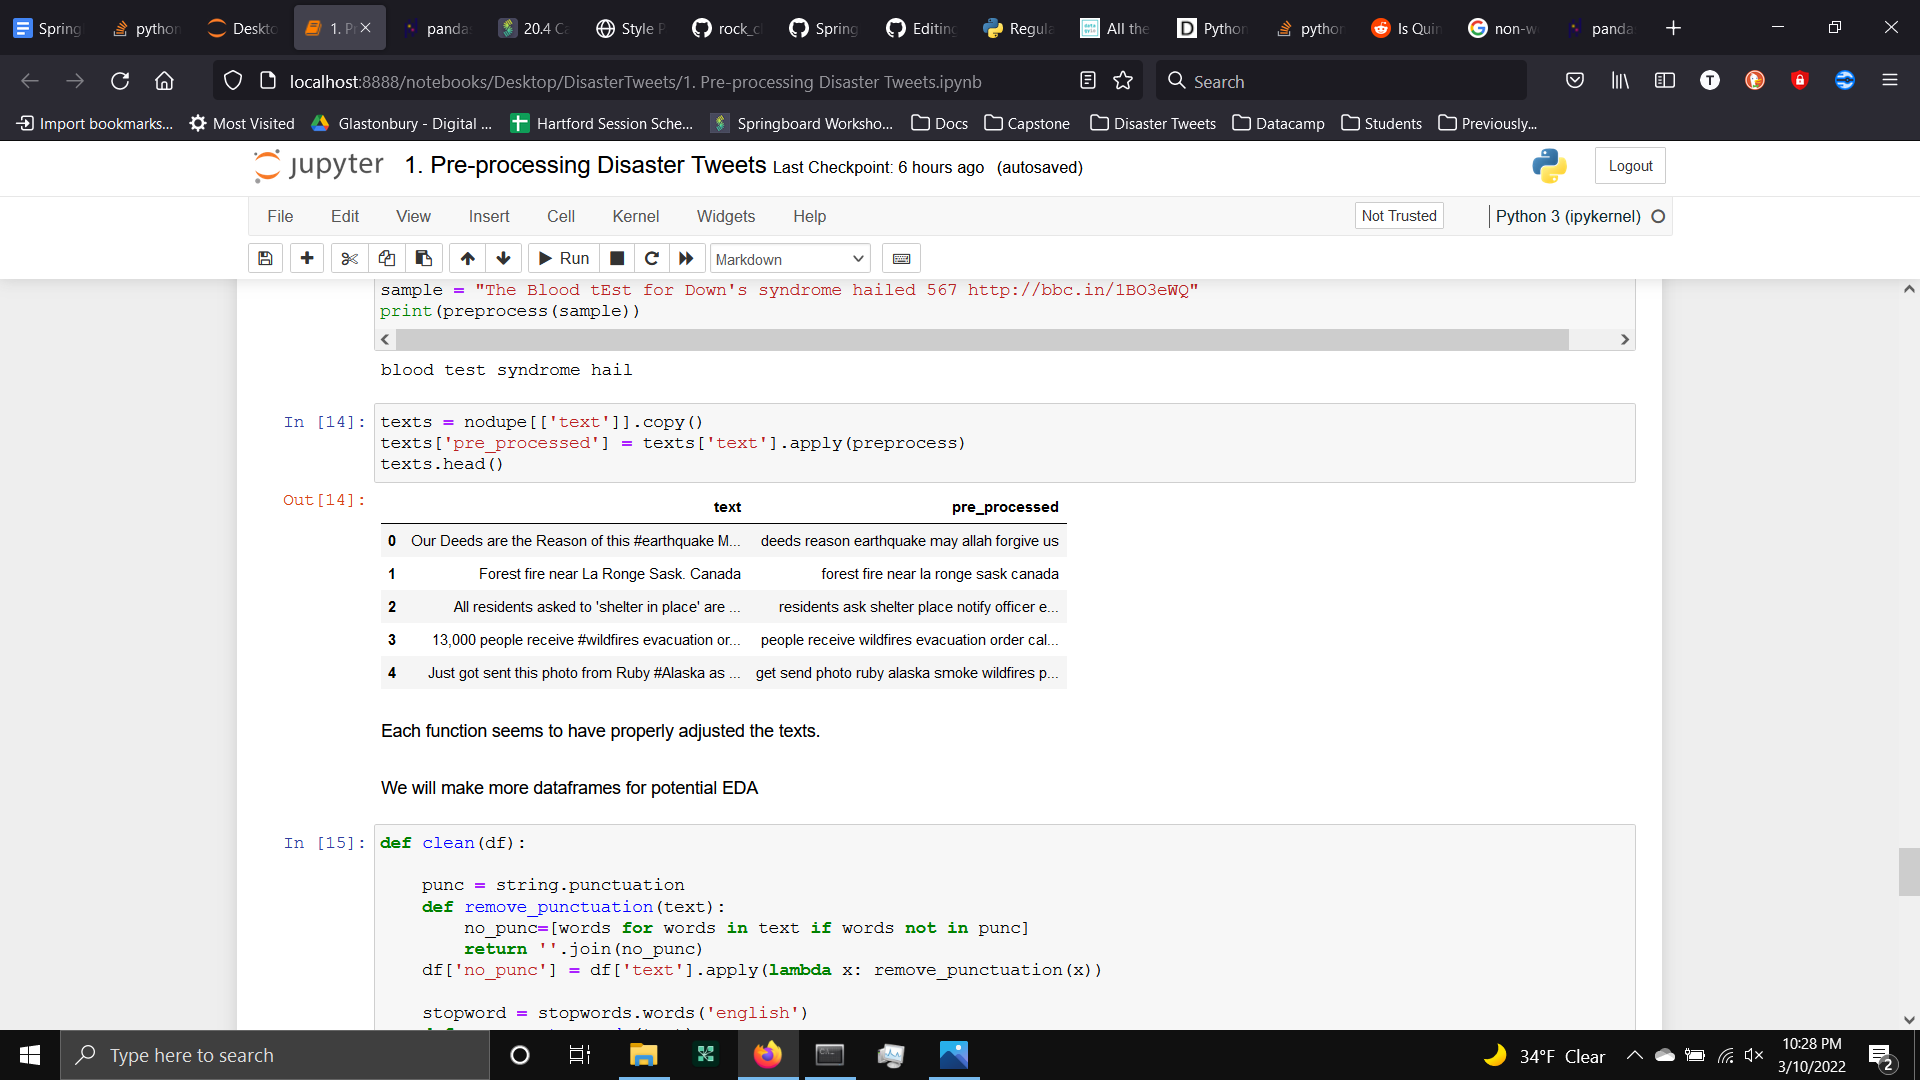 Spring
python
Deskto
1. P
panda
20.4 Ca
Style P
rock_cl
Spring
Editing
Regula
All the
Python
python
Is Quin
non-w
panda
localhost:8888/notebooks/Desktop/DisasterTweets/1. Pre-processing Disaster Tweets.ipynb
Search
Import bookmarks...
Most Visited
Glastonbury - Digital ...
Hartford Session Sche...
Springboard Worksho...
Docs
Capstone
Disaster Tweets
Datacamp
Students
Previously...
jupyter 1. Pre-processing Disaster Tweets Last Checkpoint: 6 hours ago (autosaved)
Logout
File Edit View Insert Cell Kernel Widgets Help
Not Trusted
Python 3 (ipykernel)
Run
Markdown
sample = "The Blood tEst for Down's syndrome hailed 567 http://bbc.in/1BO3eWQ"
print(preprocess(sample))
blood test syndrome hail
In [14]:
texts = nodupe[['text']].copy()
texts['pre_processed'] = texts['text'].apply(preprocess)
texts.head()
Out[14]:
text pre_processed
0 Our Deeds are the Reason of this #earthquake M... deeds reason earthquake may allah forgive us
1 Forest fire near La Ronge Sask. Canada forest fire near la ronge sask canada
2 All residents asked to 'shelter in place' are ... residents ask shelter place notify officer e...
3 13,000 people receive #wildfires evacuation or... people receive wildfires evacuation order cal...
4 Just got sent this photo from Ruby #Alaska as ... get send photo ruby alaska smoke wildfires p...
Each function seems to have properly adjusted the texts.
We will make more dataframes for potential EDA
In [15]:
def clean(df):
punc = string.punctuation
def remove_punctuation(text):
no_punc=[words for words in text if words not in punc]
return ''.join(no_punc)
df['no_punc'] = df['text'].apply(lambda x: remove_punctuation(x))
stopword = stopwords.words('english')
Type here to search
34°F Clear
10:28 PM
3/10/2022
2